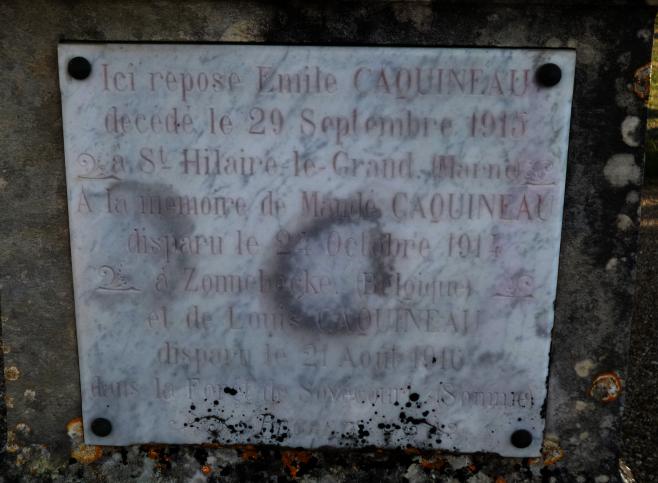 Ici repose Emile CAQUINEAU
décédé le 29 Septembre 1915
à St Hilaire-le-Grand. (Marne)
A la mémoire de Maudé CAQUINEAU
disparu le 24 Octobre 1914
à Zonnebecke (Belgique)
et de Louis CAQUINEAU
disparu le 21 Août 1916
dans la Forêt de (Somme)